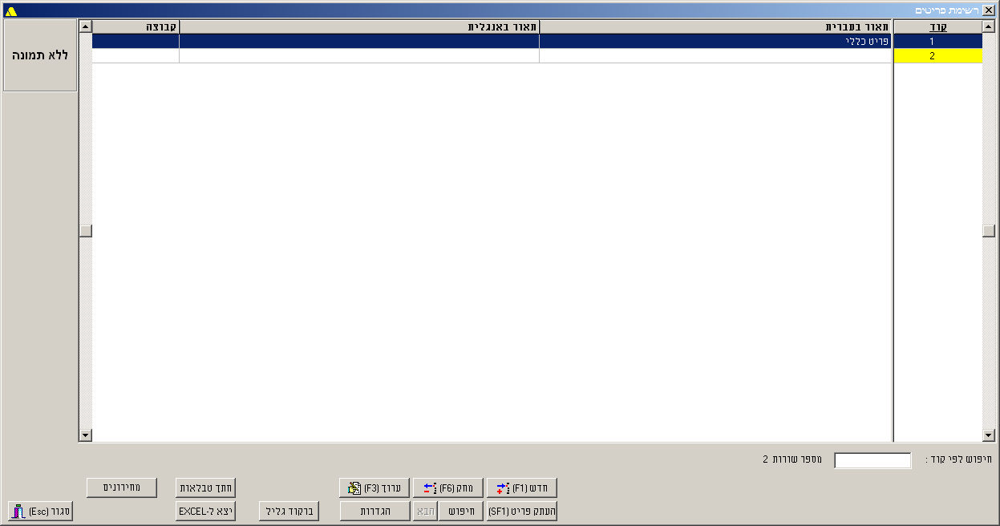 רשימת פריטים
קוד תאור בעברית תאור באנגלית קבוצה
1 פריט כללי
2
ללא תמונה
חיפוש לפי קוד : מספר שורות 2
חדש (F1) מחק (F6) ערוך (F3) חתך טבלאות מחירונים
העתק פריט (SF1) חיפוש הבא הגדרות ברקוד גליל יצא ל-EXCEL סגור (Esc)